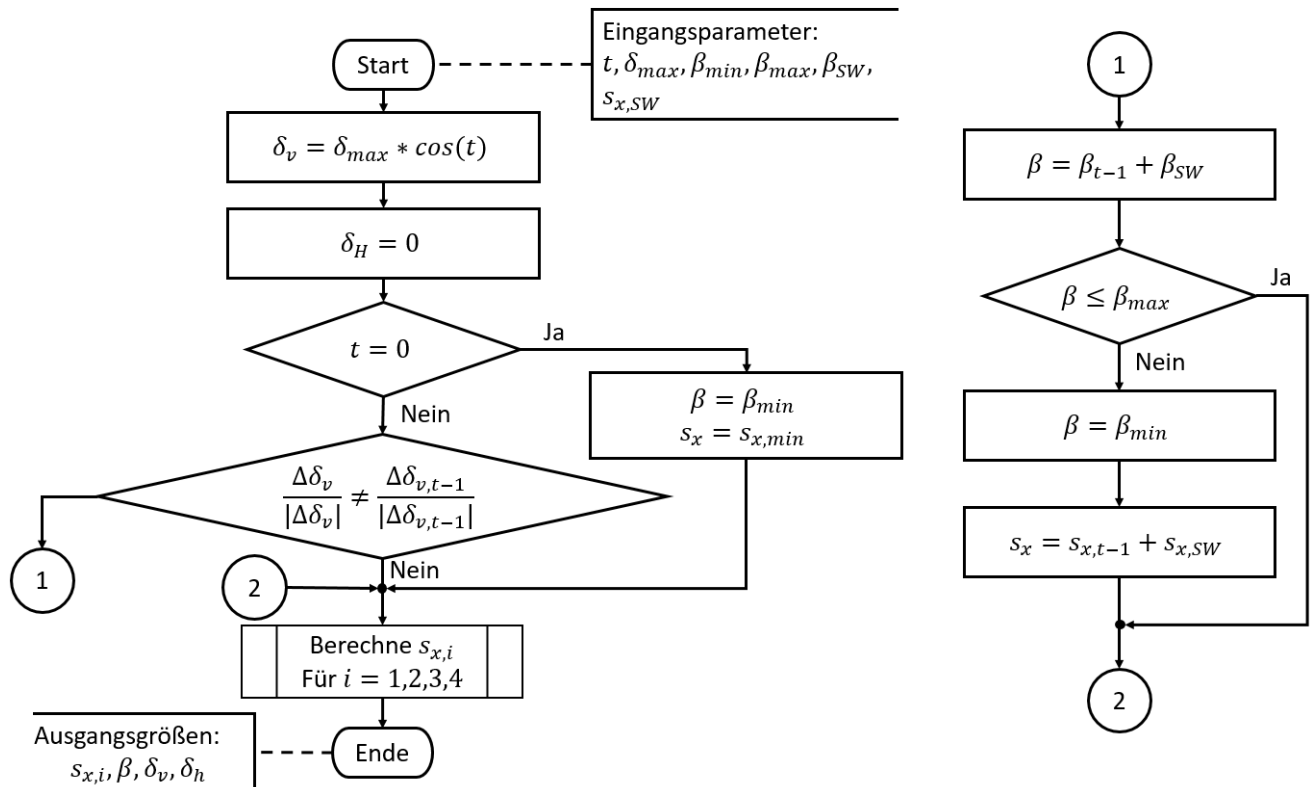 Start
Eingangsparameter:
t, δ_max, β_min, β_max, β_SW,
s_x,SW
δ_v = δ_max * cos(t)
δ_H = 0
t = 0
Ja
Nein
β = β_min
s_x = s_x,min
Δδ_v / |Δδ_v| ≠ Δδ_v,t−1 / |Δδ_v,t−1|
1
Nein
2
Berechne s_x,i
Für i = 1,2,3,4
Ausgangsgrößen:
s_x,i, β, δ_v, δ_h
Ende
1
β = β_t−1 + β_SW
β ≤ β_max
Ja
Nein
β = β_min
s_x = s_x,t−1 + s_x,SW
2